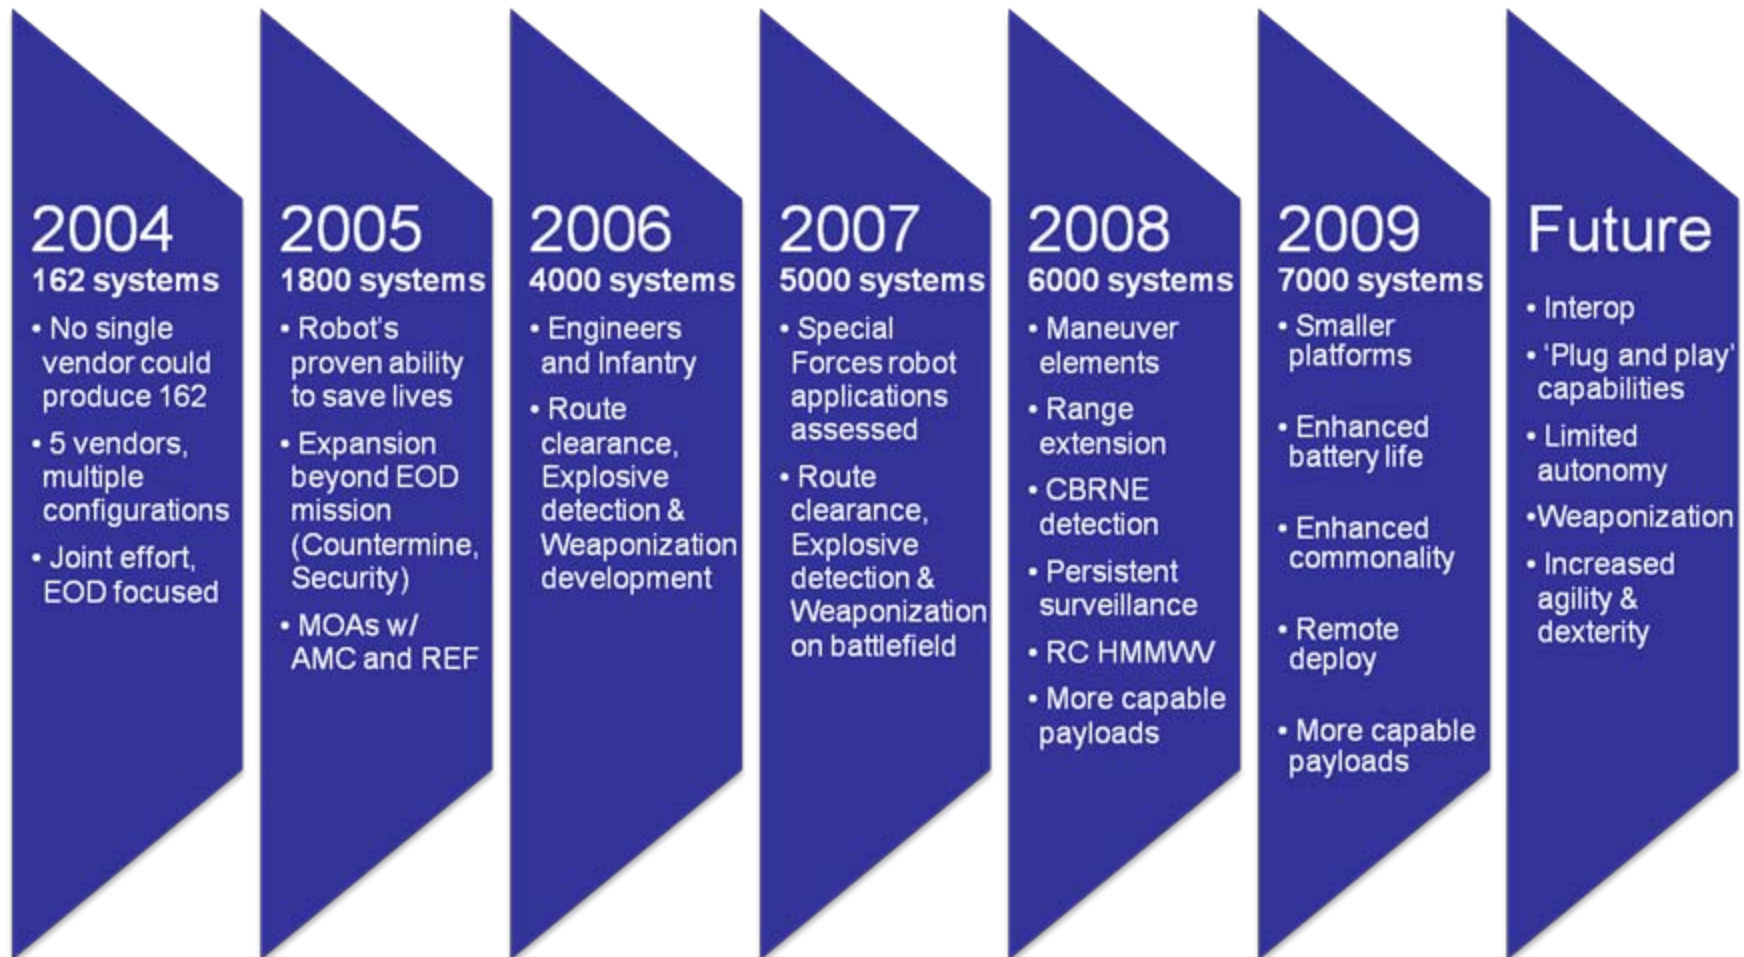 2004
162 systems
• No single
vendor could
produce 162
• 5 vendors,
multiple
configurations
• Joint effort,
EOD focused
2005
1800 systems
• Robot's
proven ability
to save lives
• Expansion
beyond EOD
mission
(Countermine,
Security)
• MOAs w/
AMC and REF
2006
4000 systems
• Engineers
and Infantry
• Route
clearance,
Explosive
detection &
Weaponization
development
2007
5000 systems
• Special
Forces robot
applications
assessed
• Route
clearance,
Explosive
detection &
Weaponization
on battlefield
2008
6000 systems
• Maneuver
elements
• Range
extension
• CBRNE
detection
• Persistent
surveillance
• RC HMMWV
• More capable
payloads
2009
7000 systems
• Smaller
platforms
• Enhanced
battery life
• Enhanced
commonality
• Remote
deploy
• More capable
payloads
Future
• Interop
• 'Plug and play'
capabilities
• Limited
autonomy
•Weaponization
• Increased
agility &
dexterity